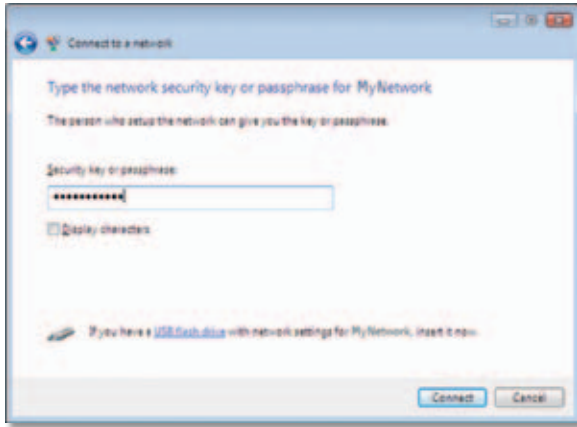 Connect to a network
Type the network security key or passphrase for MyNetwork
The person who setup the network can give you the key or passphrase.
Security key or passphrase:
●●●●●●●●●●●
Display characters
If you have a USB flash drive with network settings for MyNetwork, insert it now.
Connect Cancel